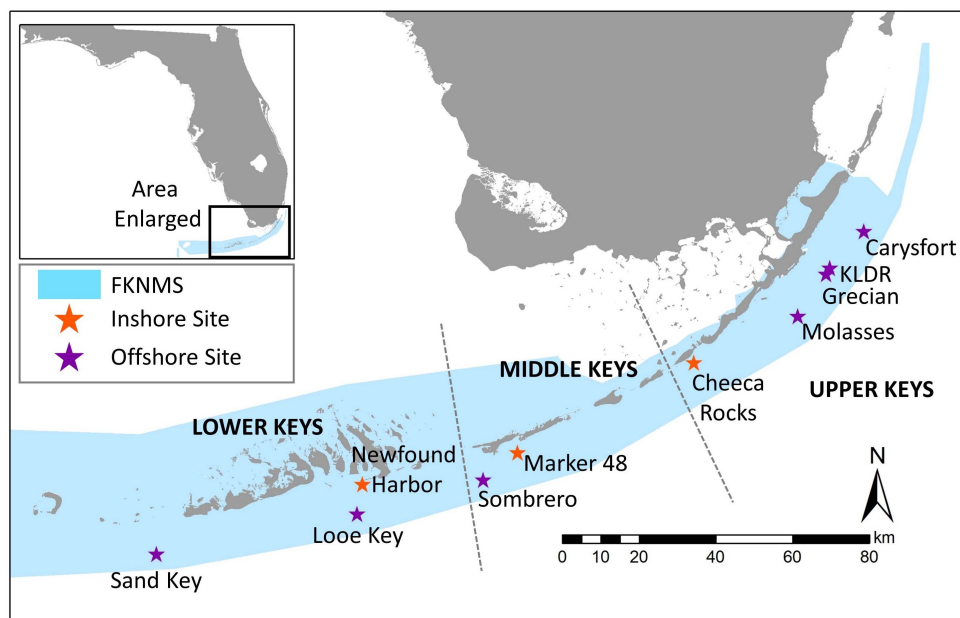 Area
Enlarged
FKNMS
Inshore Site
Offshore Site
Carysfort
KLDR
Grecian
Molasses
MIDDLE KEYS
Cheeca
Rocks
UPPER KEYS
LOWER KEYS
Newfound
Harbor
Marker 48
Sombrero
Looe Key
Sand Key
N
km
0 10 20 40 60 80